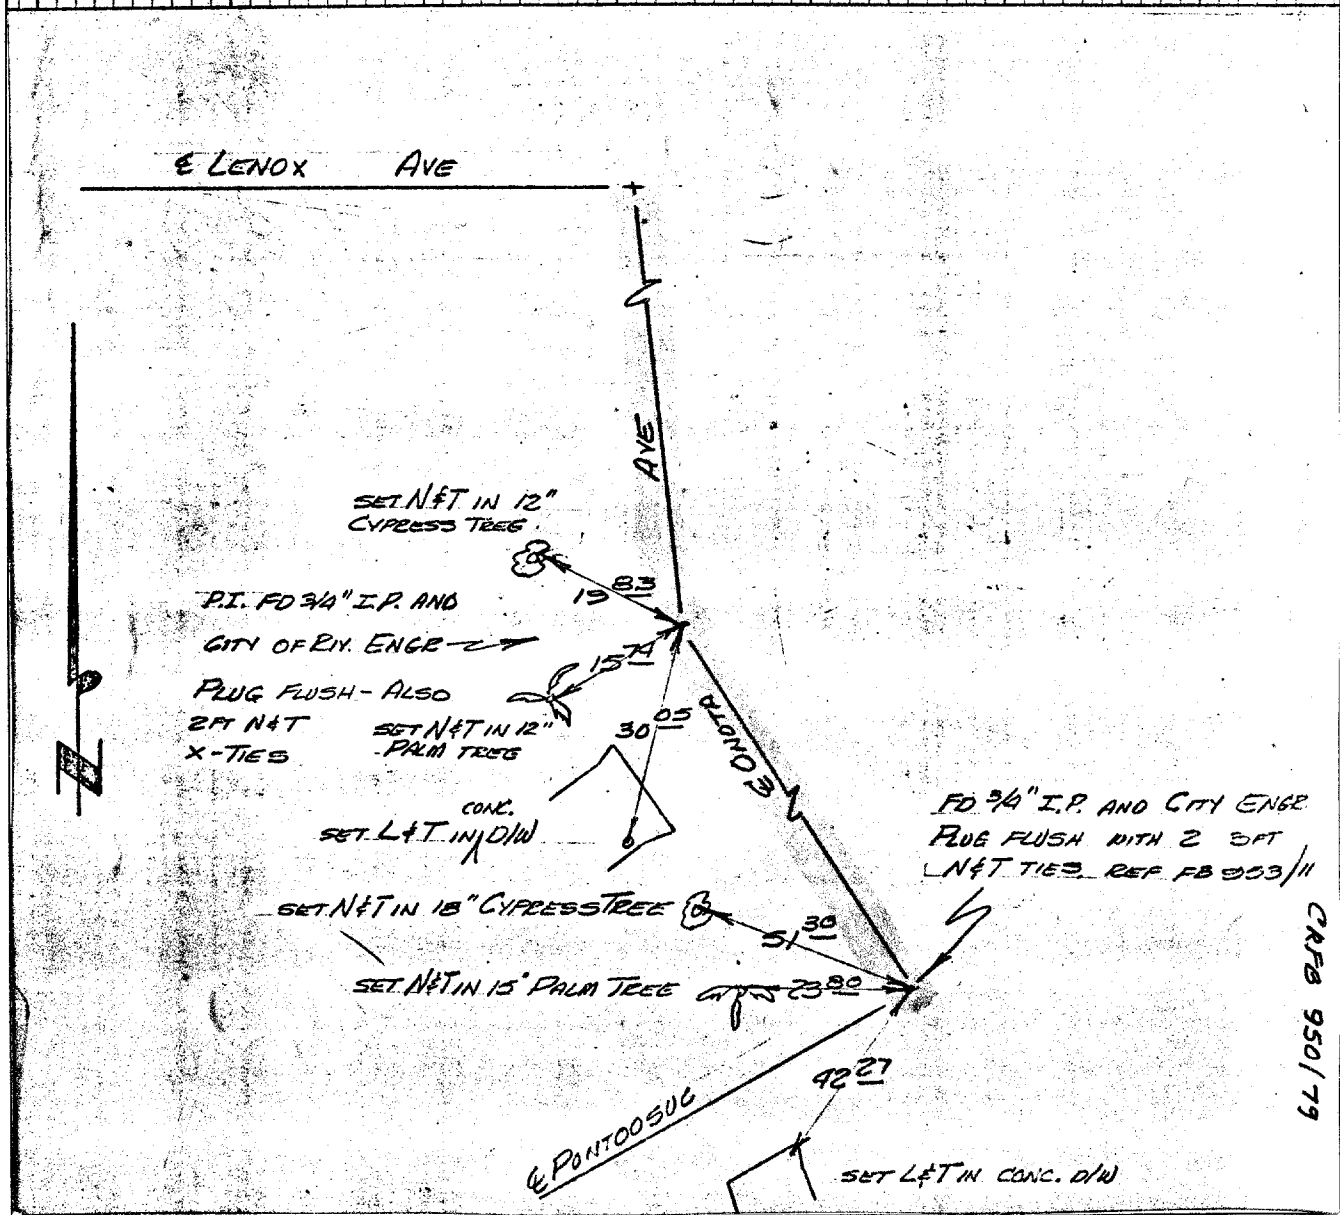 ℄ LENOX AVE
AVE
SET N&T IN 12"
CYPRESS TREE.
19 83
P.I. FD 3/4" I.P. AND
CITY OF RIV. ENGR
15 74
PLUG FLUSH - ALSO
2FT N&T
X-TIES
SET N&T IN 12"
PALM TREE
30 05
℄ ONOTA
CONC.
SET L&T IN D/W
FD 3/4" I.P. AND CITY ENGR
PLUG FLUSH WITH 2 3FT
N&T TIES REF FB 953/11
SET N&T IN 18" CYPRESS TREE
51 30
SET N&T IN 15" PALM TREE
23 80
CRFB 950/79
42 27
℄ PONTOOSUC
SET L&T IN CONC. D/W